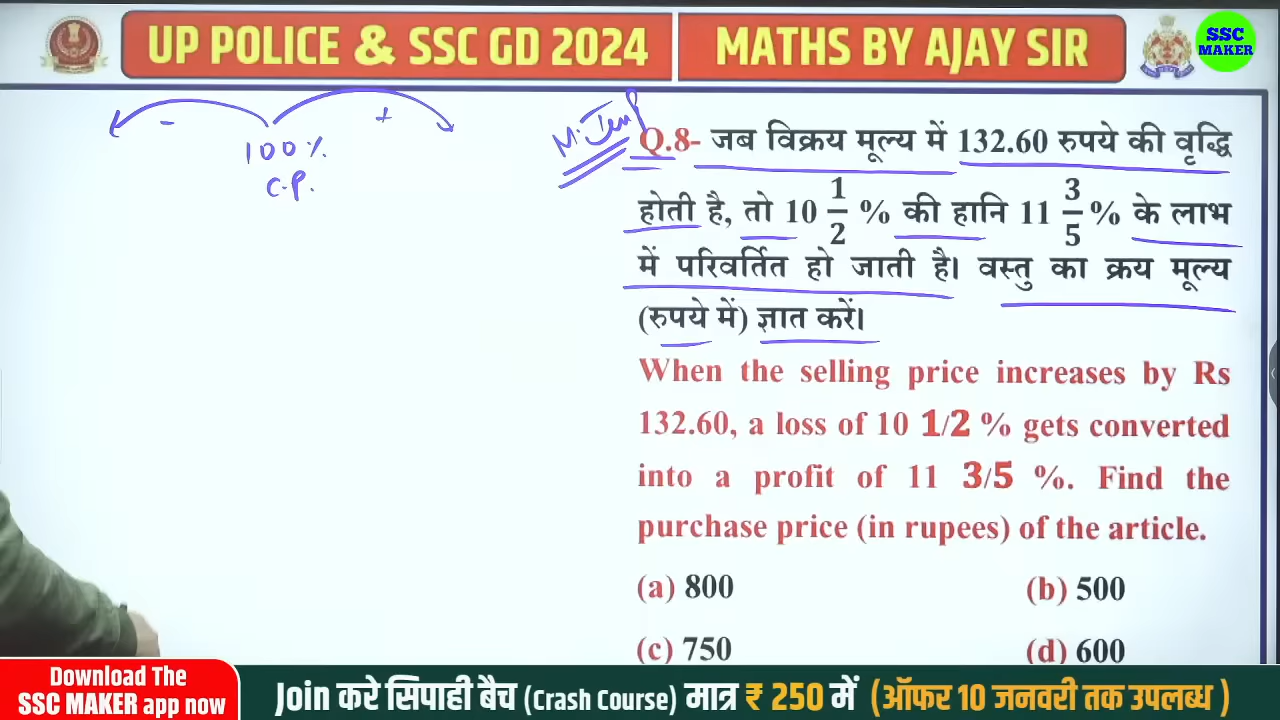 UP POLICE & SSC GD 2024
MATHS BY AJAY SIR
SSC
MAKER
-
+
100%
C.P.
Q.8- जब विक्रय मूल्य में 132.60 रुपये की वृद्धि
होती है, तो 10 1/2 % की हानि 11 3/5 % के लाभ
में परिवर्तित हो जाती है। वस्तु का क्रय मूल्य
(रुपये में) ज्ञात करें।
When the selling price increases by Rs
132.60, a loss of 10 1/2 % gets converted
into a profit of 11 3/5 %. Find the
purchase price (in rupees) of the article.
(a) 800
(b) 500
(c) 750
(d) 600
Download The
SSC MAKER app now
Join करे सिपाही बैच (Crash Course) मात्र ₹ 250 में (ऑफर 10 जनवरी तक उपलब्ध )